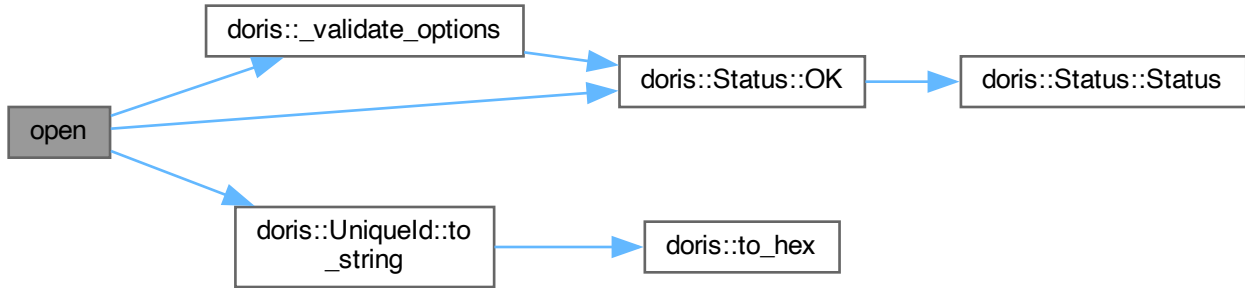 doris::_validate_options
doris::Status::OK
doris::Status::Status
open
doris::UniqueId::to
_string
doris::to_hex